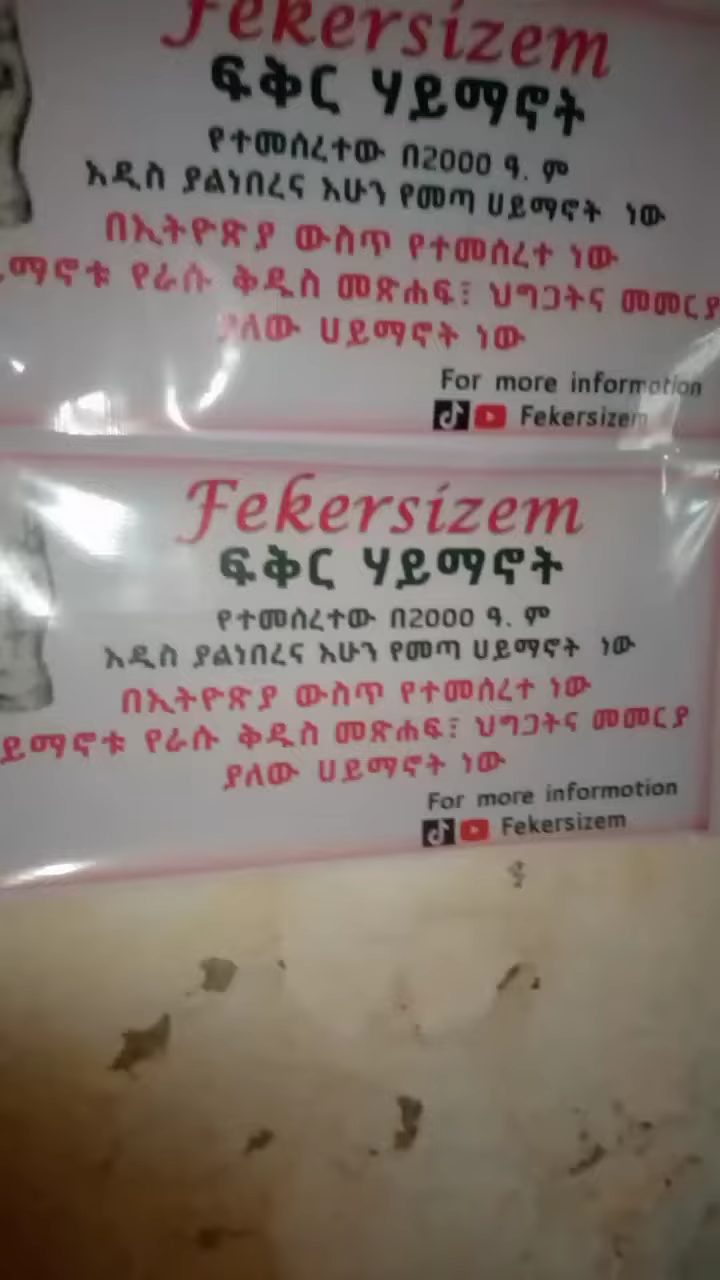 Fekersizem
ፍቅር ሃይማኖት
የተመሰረተው በ2000 ዓ. ም
አዲስ ያልነበረና አሁን የመጣ ሀይማኖት ነው
በኢትዮጵያ ውስጥ የተመሰረተ ነው
ይማኖቱ የራሱ ቅዱስ መጽሐፍ፣ ህግጋትና መመርያ
ያለው ሀይማኖት ነው
For more information
Fekersizem
Fekersizem
ፍቅር ሃይማኖት
የተመሰረተው በ2000 ዓ. ም
አዲስ ያልነበረና አሁን የመጣ ሀይማኖት ነው
በኢትዮጵያ ውስጥ የተመሰረተ ነው
ይማኖቱ የራሱ ቅዱስ መጽሐፍ፣ ህግጋትና መመርያ
ያለው ሀይማኖት ነው
For more informotion
Fekersizem